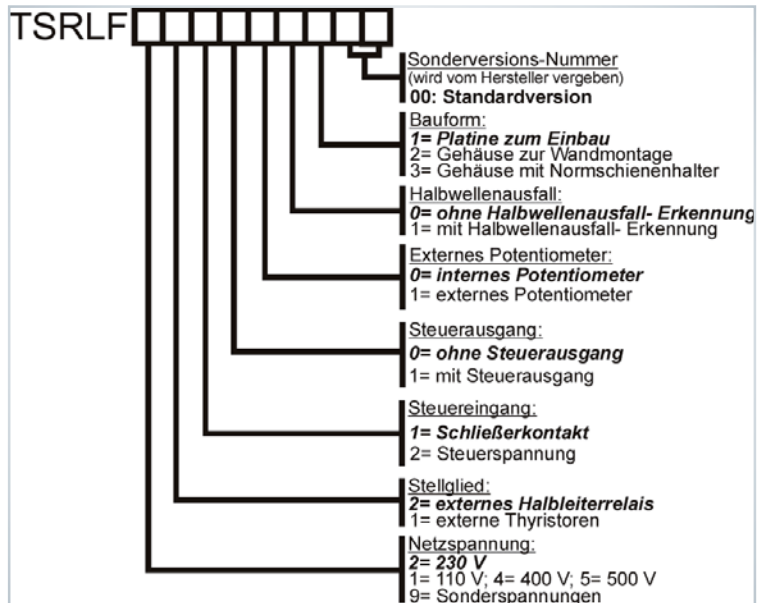 TSRLF
Sonderversions-Nummer
(wird vom Hersteller vergeben)
00: Standardversion
Bauform:
1= Platine zum Einbau
2= Gehäuse zur Wandmontage
3= Gehäuse mit Normschienenhalter
Halbwellenausfall:
0= ohne Halbwellenausfall- Erkennung
1= mit Halbwellenausfall- Erkennung
Externes Potentiometer:
0= internes Potentiometer
1= externes Potentiometer
Steuerausgang:
0= ohne Steuerausgang
1= mit Steuerausgang
Steuereingang:
1= Schließerkontakt
2= Steuerspannung
Stellglied:
2= externes Halbleiterrelais
1= externe Thyristoren
Netzspannung:
2= 230 V
1= 110 V; 4= 400 V; 5= 500 V
9= Sonderspannungen